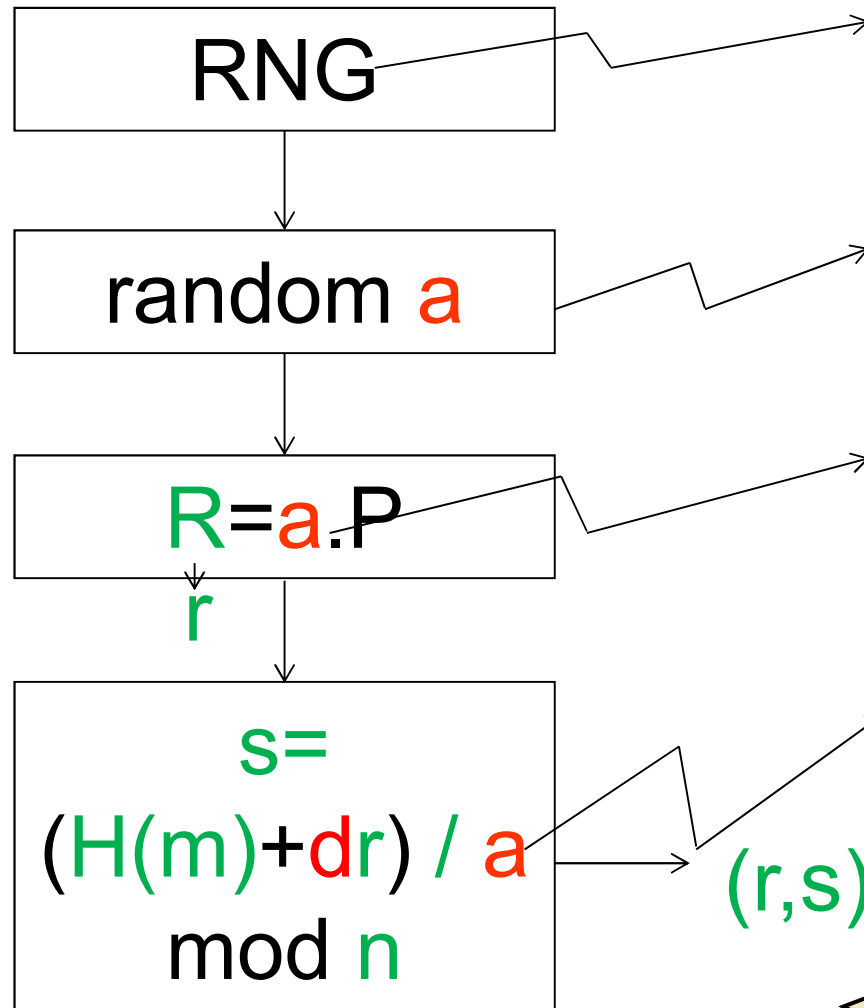 RNG
random a
R=a.P
r
s=
(H(m)+dr) / a
mod n
(r,s)